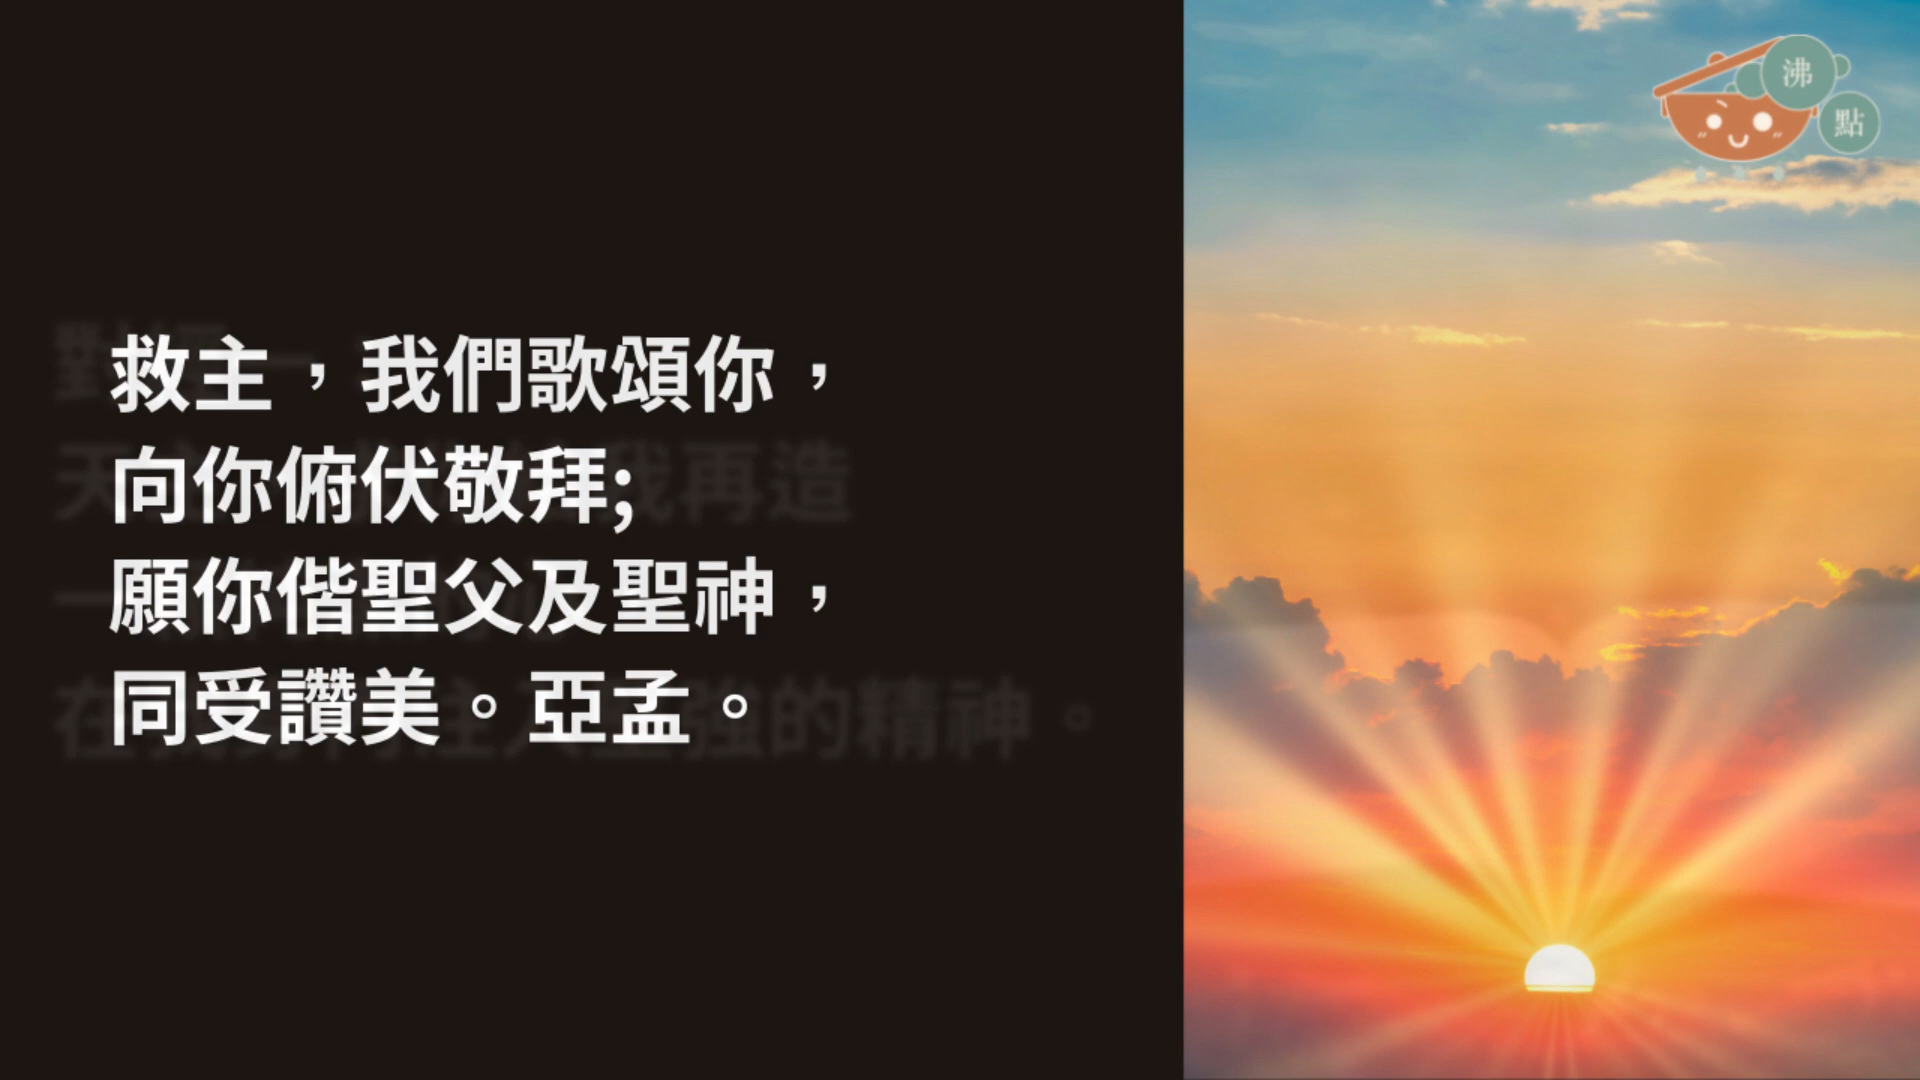 沸
點
救主，我們歌頌你，
向你俯伏敬拜;
願你偕聖父及聖神，
同受讚美。亞孟。